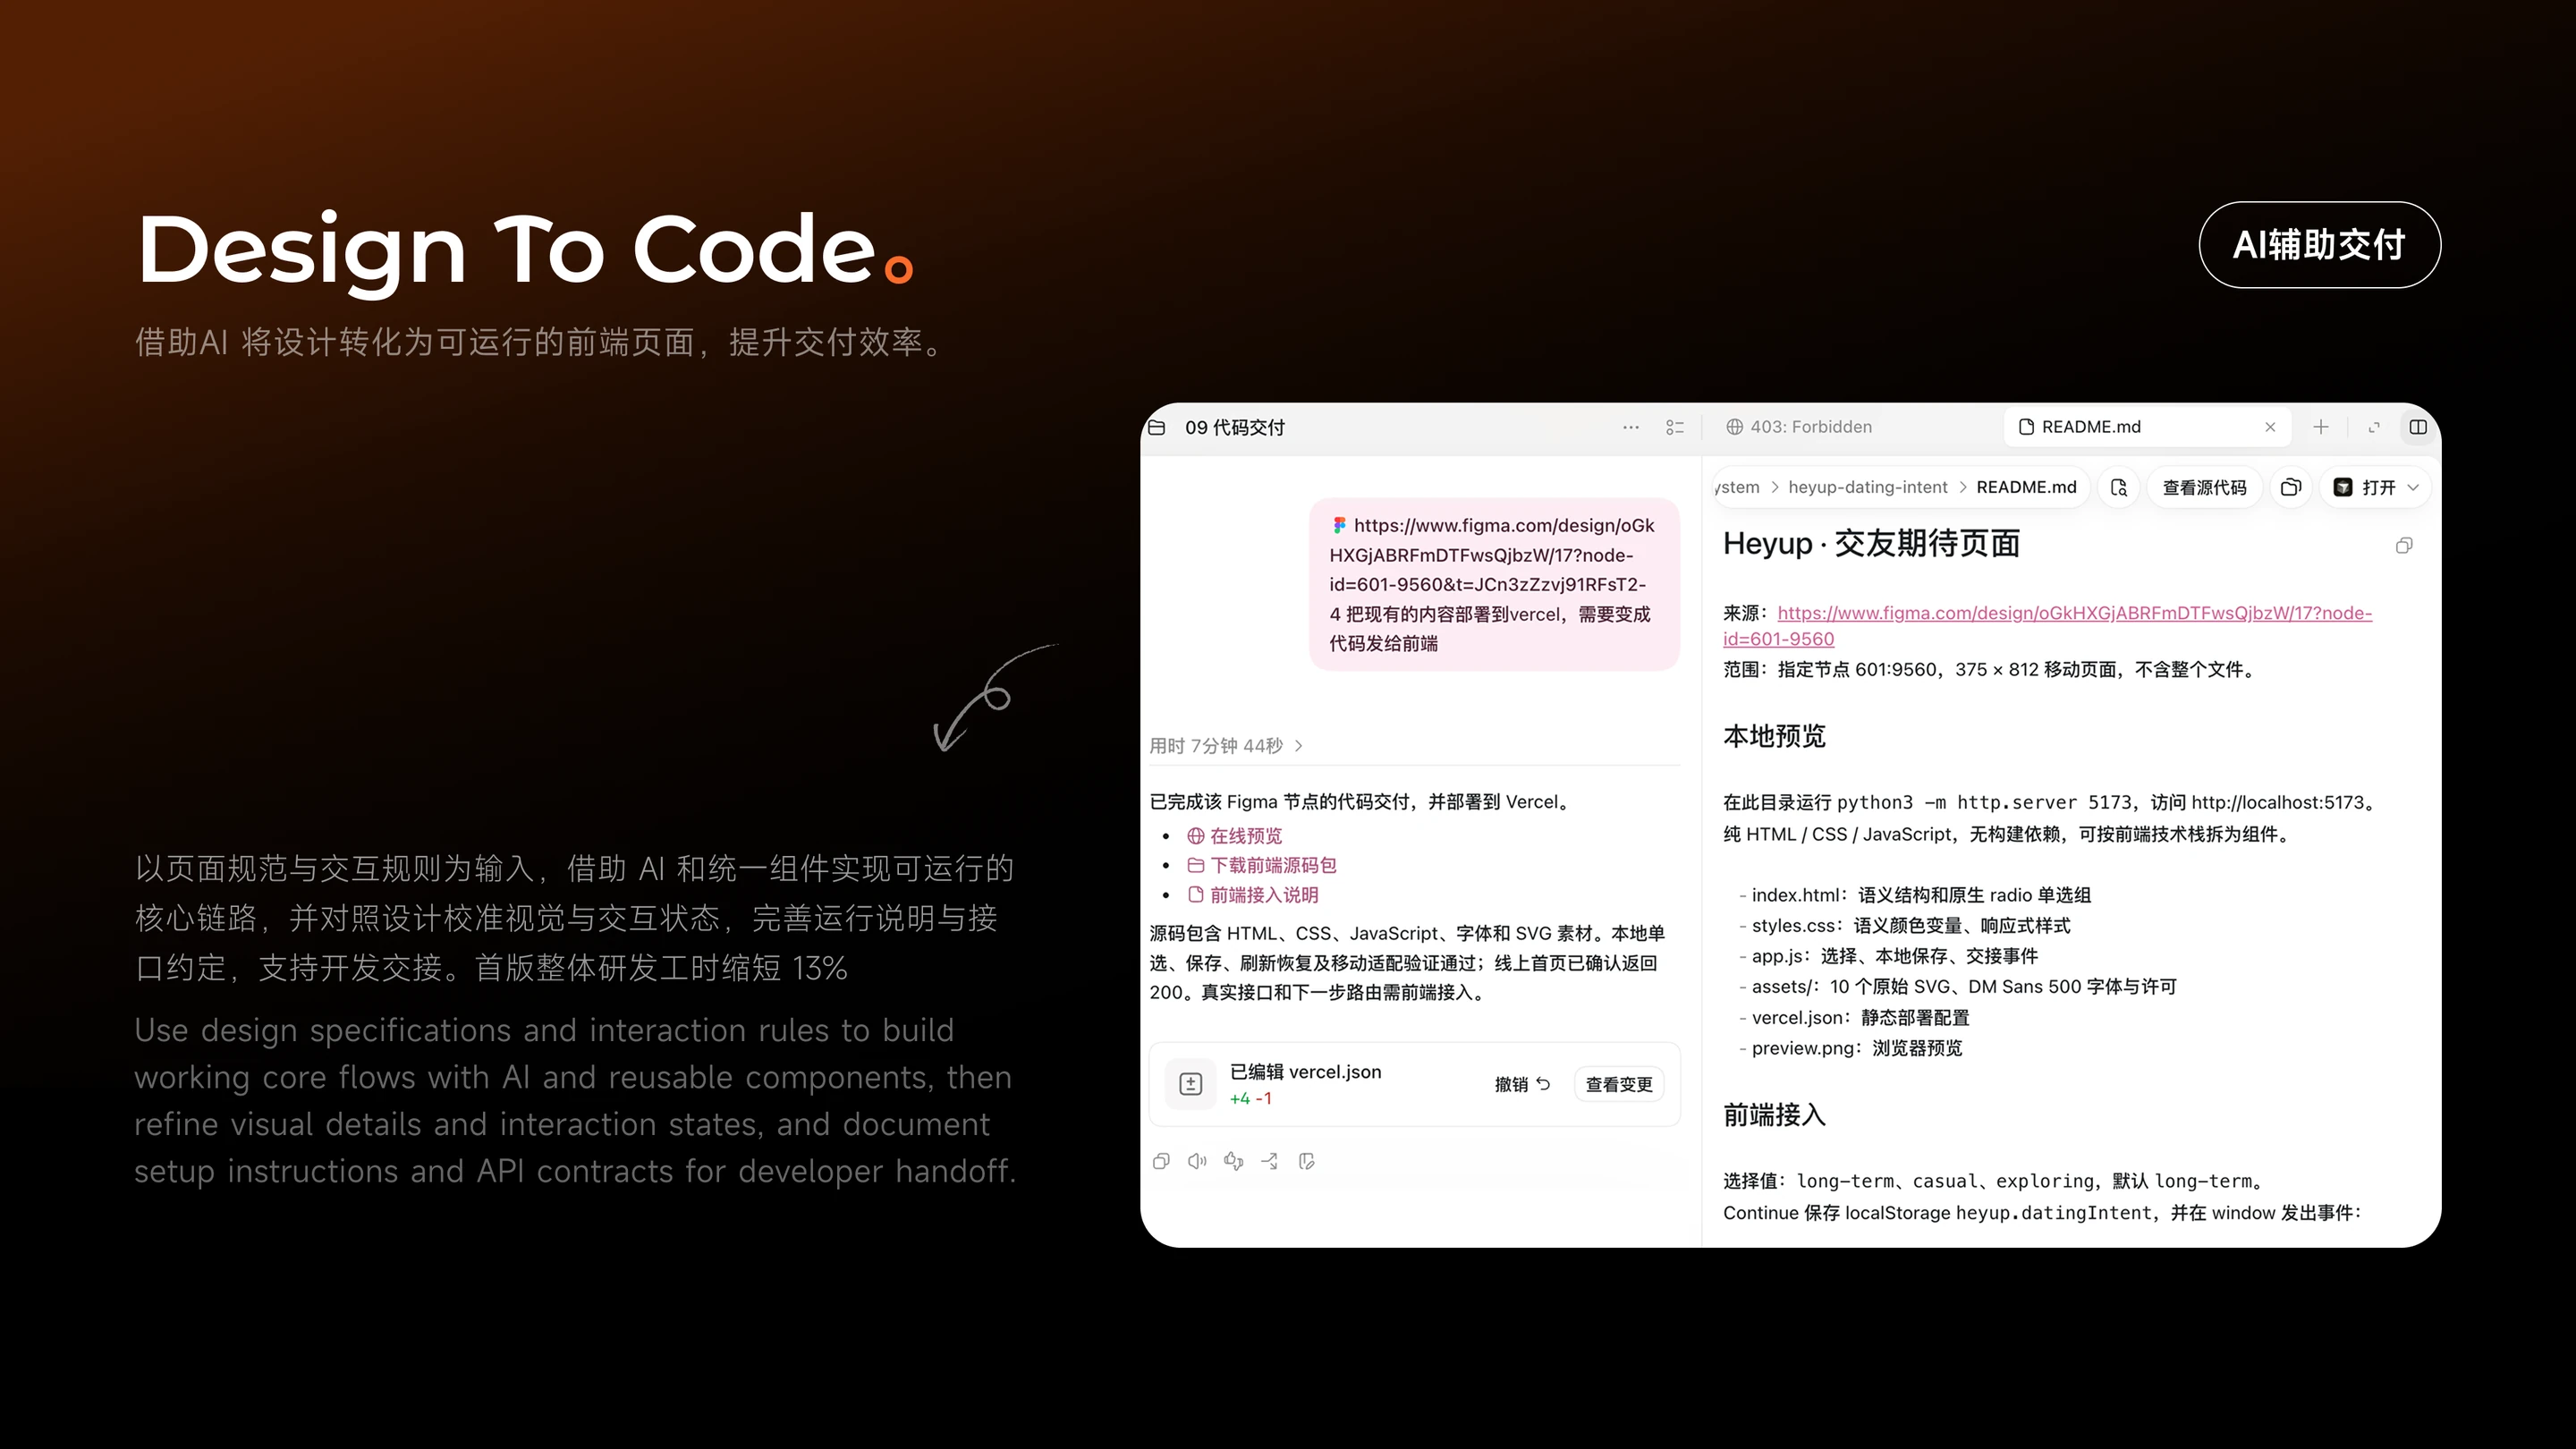 Design To Code.
AI辅助交付
借助AI 将设计转化为可运行的前端页面，提升交付效率。
以页面规范与交互规则为输入，借助 AI 和统一组件实现可运行的
核心链路，并对照设计校准视觉与交互状态，完善运行说明与接
口约定，支持开发交接。首版整体研发工时缩短 13%
Use design specifications and interaction rules to build
working core flows with AI and reusable components, then
refine visual details and interaction states, and document
setup instructions and API contracts for developer handoff.
09 代码交付
https://www.figma.com/design/oGk
HXGjABRFmDTFwsQjbzW/17?node-
id=601-9560&t=JCn3zZzvj91RFsT2-
4 把现有的内容部署到vercel，需要变成
代码发给前端
用时 7分钟 44秒
已完成该 Figma 节点的代码交付，并部署到 Vercel。
• 在线预览
• 下载前端源码包
• 前端接入说明
源码包含 HTML、CSS、JavaScript、字体和 SVG 素材。本地单
选、保存、刷新恢复及移动适配验证通过；线上首页已确认返回
200。真实接口和下一步路由需前端接入。
已编辑 vercel.json
+4 -1
撤销
查看变更
403: Forbidden
README.md
ystem > heyup-dating-intent > README.md
查看源代码
打开
Heyup · 交友期待页面
来源：https://www.figma.com/design/oGkHXGjABRFmDTFwsQjbzW/17?node-
id=601-9560
范围：指定节点 601:9560，375 × 812 移动页面，不含整个文件。
本地预览
在此目录运行 python3 -m http.server 5173，访问 http://localhost:5173。
纯 HTML / CSS / JavaScript，无构建依赖，可按前端技术栈拆为组件。
- index.html：语义结构和原生 radio 单选组
- styles.css：语义颜色变量、响应式样式
- app.js：选择、本地保存、交接事件
- assets/：10 个原始 SVG、DM Sans 500 字体与许可
- vercel.json：静态部署配置
- preview.png：浏览器预览
前端接入
选择值：long-term、casual、exploring，默认 long-term。
Continue 保存 localStorage heyup.datingIntent，并在 window 发出事件：